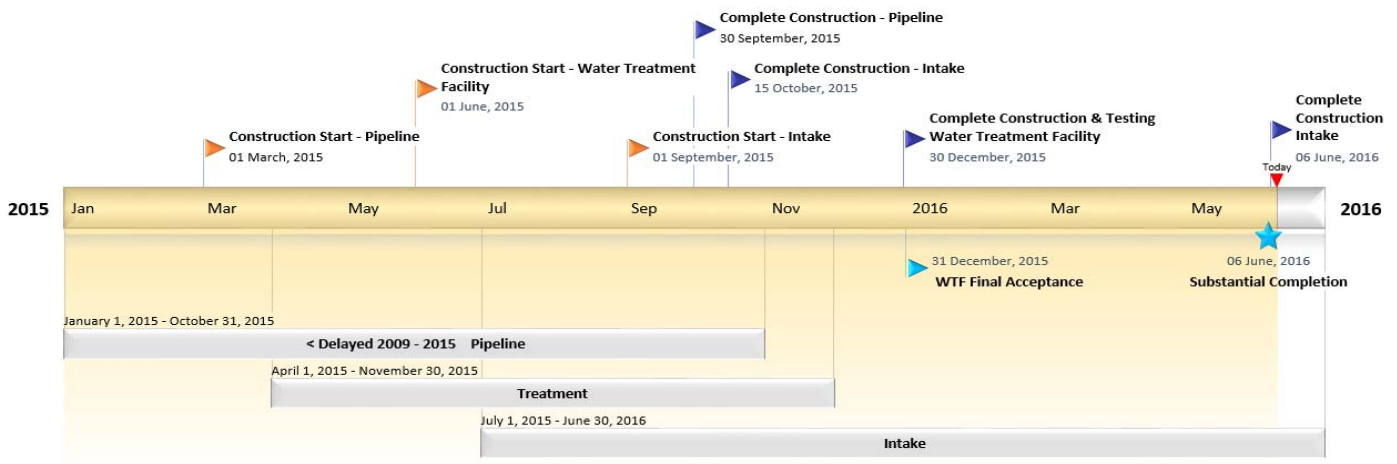 Complete Construction - Pipeline
30 September, 2015
Construction Start - Water Treatment
Facility
01 June, 2015
Complete Construction - Intake
15 October, 2015
Complete
Construction
Intake
06 June, 2016
Complete Construction & Testing
Water Treatment Facility
30 December, 2015
Construction Start - Pipeline
01 March, 2015
Construction Start - Intake
01 September, 2015
Today
2015 Jan Mar May Jul Sep Nov 2016 Mar May 2016
31 December, 2015
WTF Final Acceptance
06 June, 2016
Substantial Completion
January 1, 2015 - October 31, 2015
< Delayed 2009 - 2015 Pipeline
April 1, 2015 - November 30, 2015
Treatment
July 1, 2015 - June 30, 2016
Intake